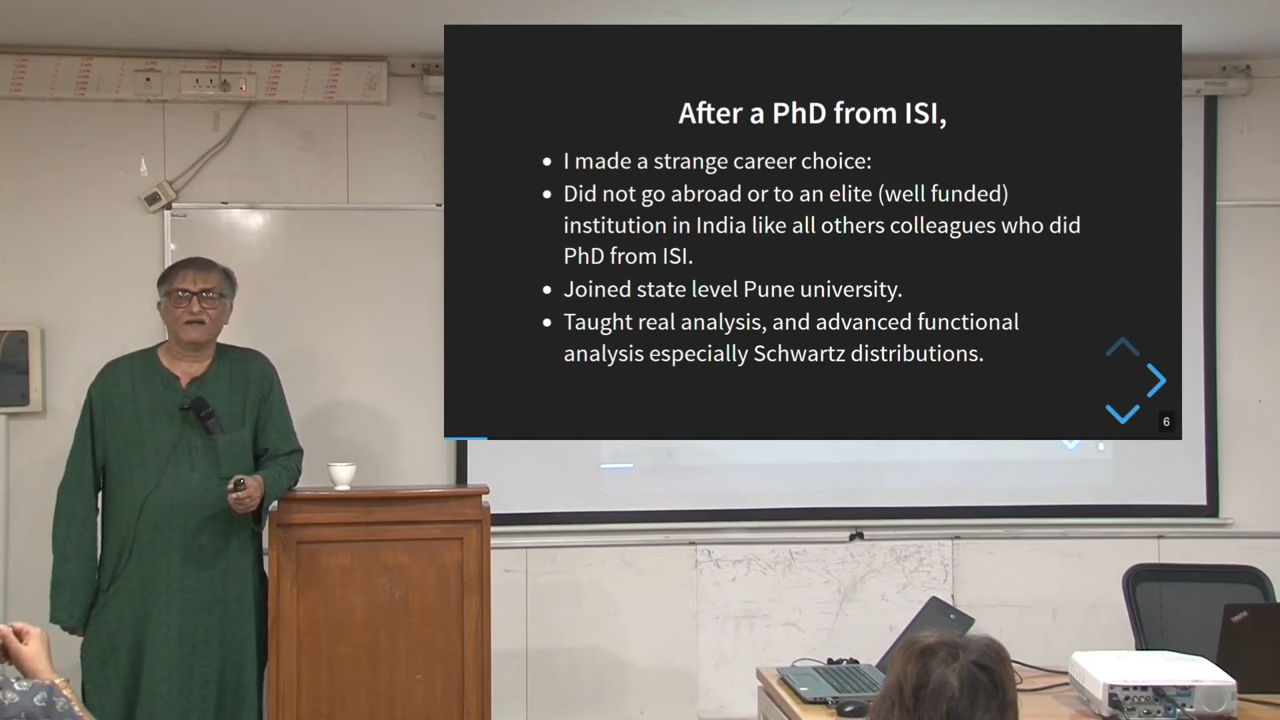 After a PhD from ISI,
• I made a strange career choice:
• Did not go abroad or to an elite (well funded)
institution in India like all others colleagues who did
PhD from ISI.
• Joined state level Pune university.
• Taught real analysis, and advanced functional
analysis especially Schwartz distributions.
6
ThinkPad